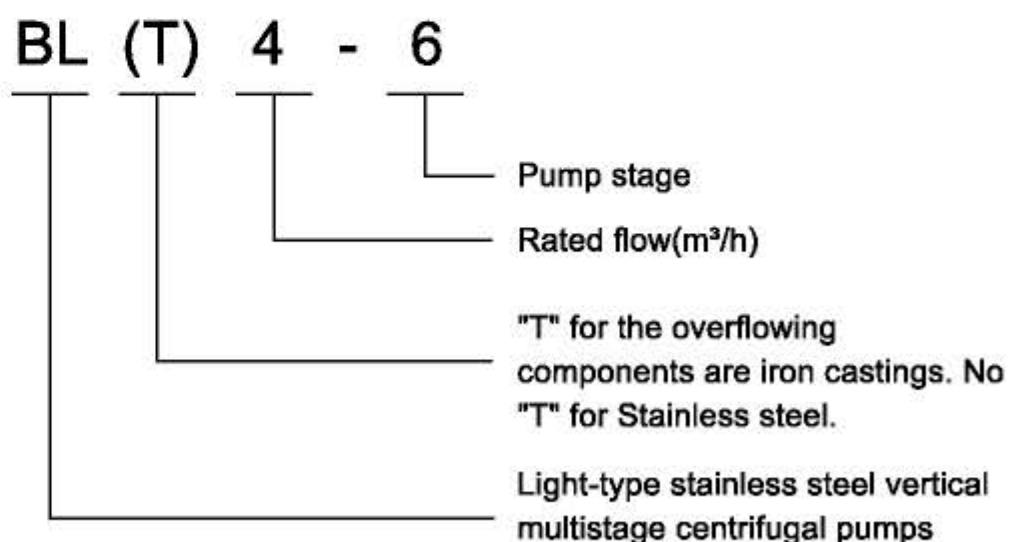 BL (T) 4 - 6
Pump stage
Rated flow(m³/h)
"T" for the overflowing
components are iron castings. No
"T" for Stainless steel.
Light-type stainless steel vertical
multistage centrifugal pumps